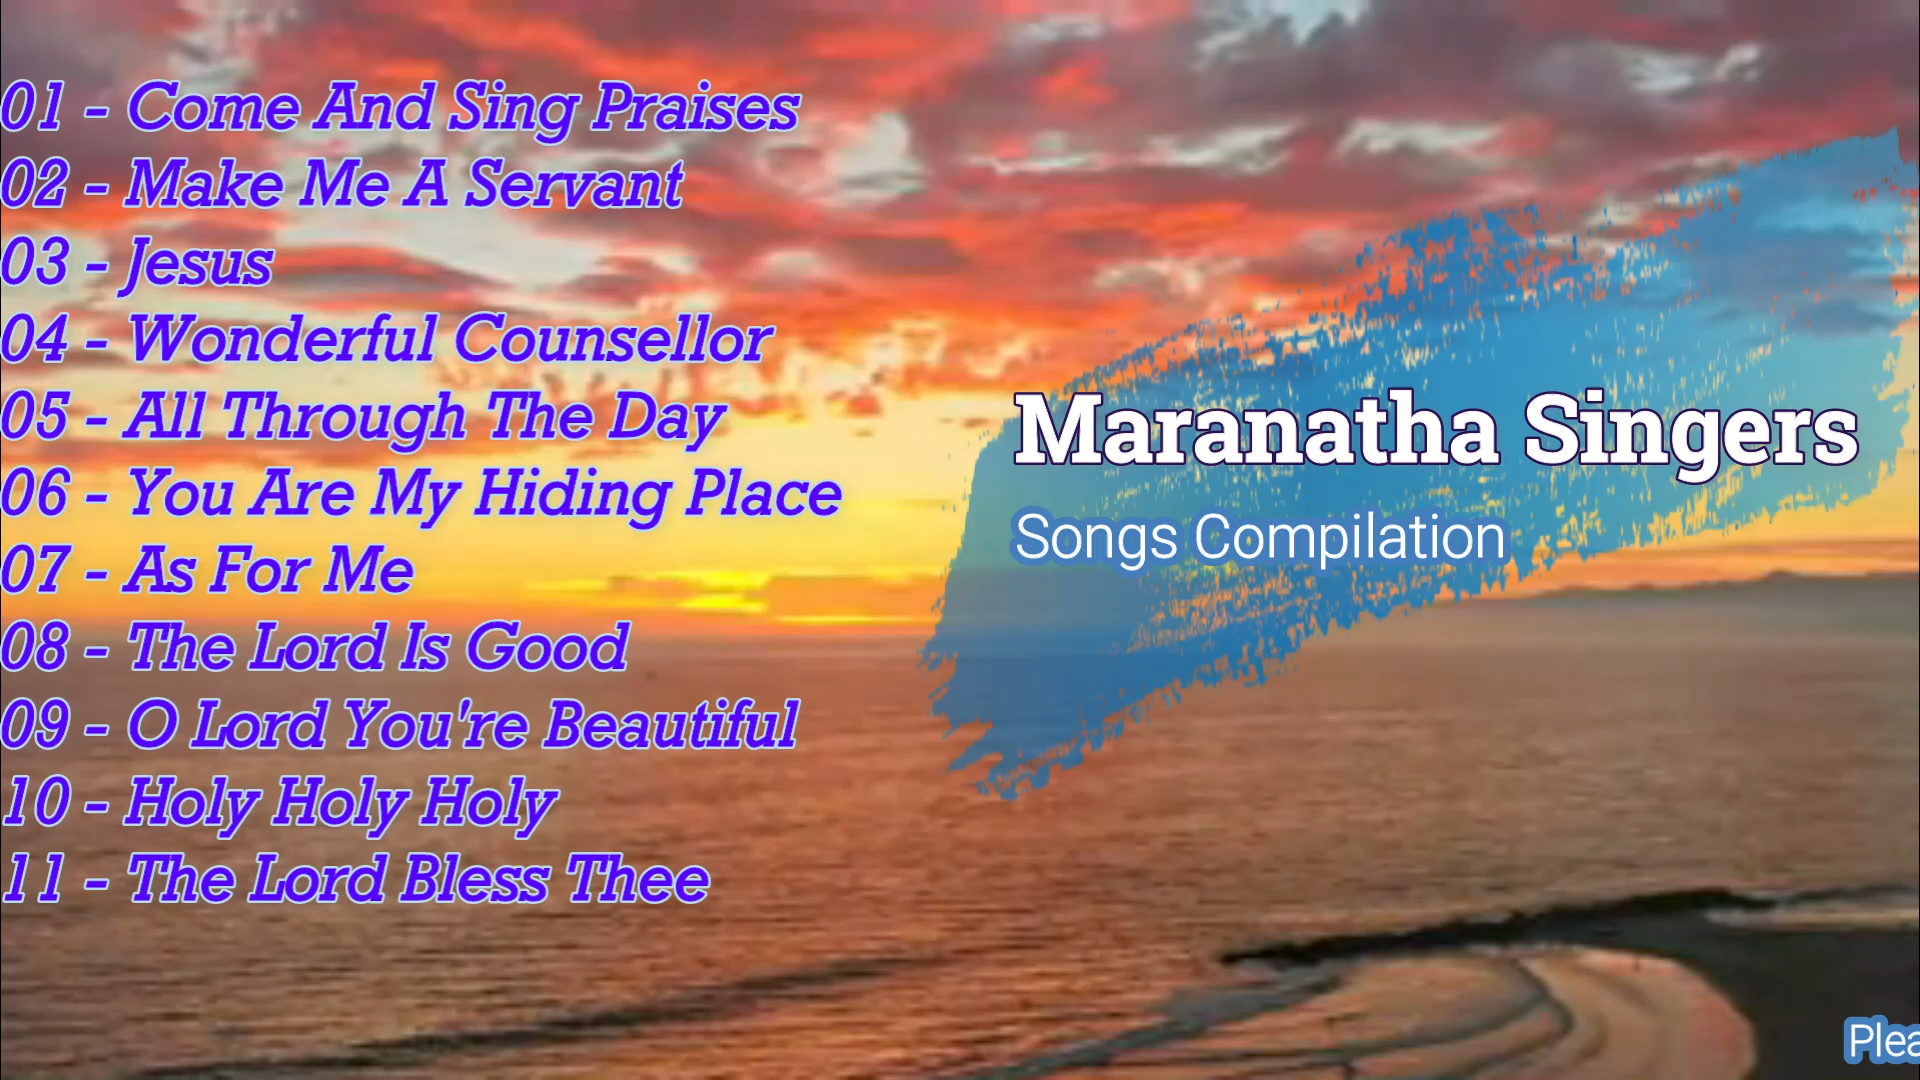 01 - Come And Sing Praises
02 - Make Me A Servant
03 - Jesus
04 - Wonderful Counsellor
05 - All Through The Day
06 - You Are My Hiding Place
07 - As For Me
08 - The Lord Is Good
09 - O Lord You're Beautiful
10 - Holy Holy Holy
11 - The Lord Bless Thee
Maranatha Singers
Songs Compilation